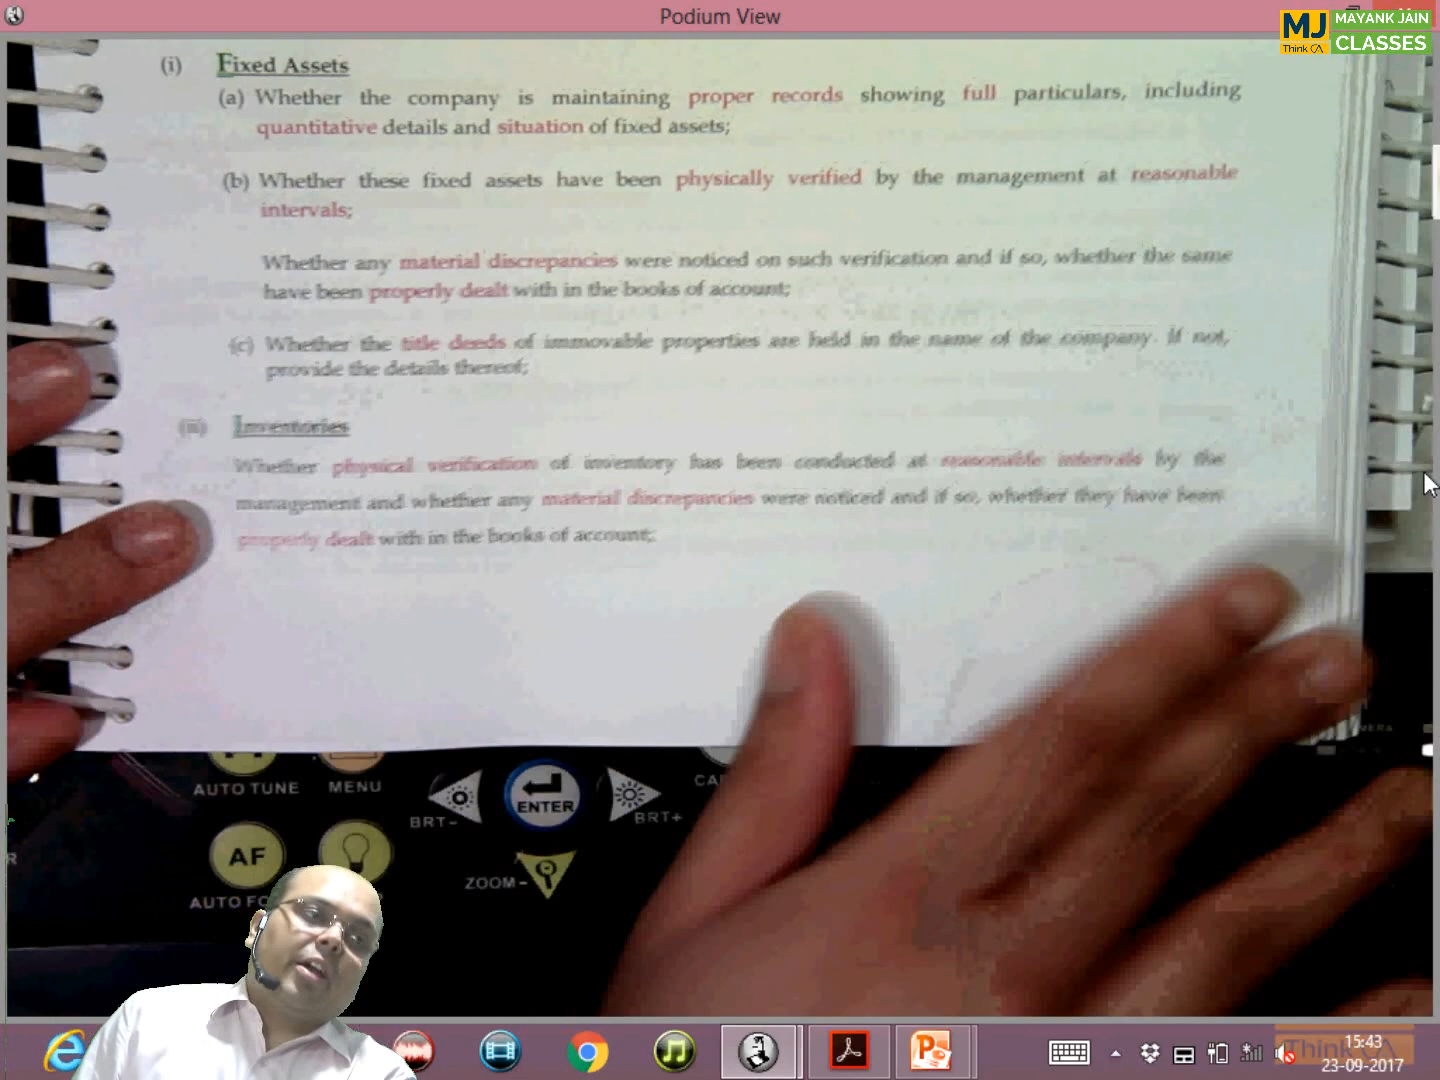 Podium View
MJ
Think CA
MAYANK JAIN
CLASSES
(i) Fixed Assets
(a) Whether the company is maintaining proper records showing full particulars, including
quantitative details and situation of fixed assets;
(b) Whether these fixed assets have been physically verified by the management at reasonable
intervals;
Whether any material discrepancies were noticed on such verification and if so, whether the same
have been properly dealt with in the books of account;
(c) Whether the title deeds of immovable properties are held in the name of the company. If not,
provide the details thereof;
(ii) Inventories
Whether physical verification of inventory has been conducted at reasonable intervals by the
management and whether any material discrepancies were noticed and if so, whether they have been
properly dealt with in the books of account;
AUTO TUNE
MENU
BRT-
ENTER
BRT+
CA
AF
ZOOM-
AUTO FO
R
Think CA
15:43
23-09-2017